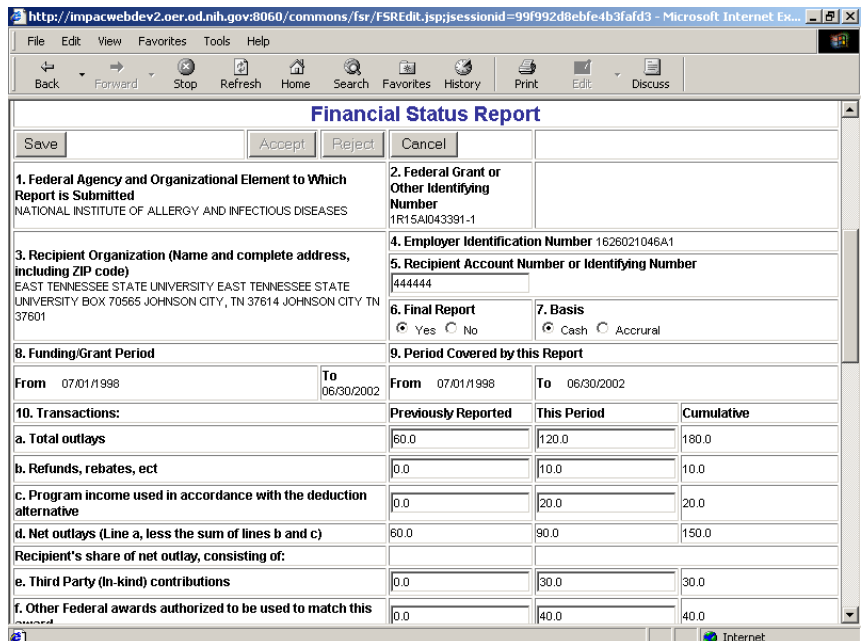 http://impacwebdev2.oer.od.nih.gov:8060/commons/fsr/FSREdit.jsp;jsessionid=99f992d8ebfe4b3fafd3 - Microsoft Internet Ex...
File Edit View Favorites Tools Help
Back Forward Stop Refresh Home Search Favorites History Print Edit Discuss
Financial Status Report
Save Accept Reject Cancel
1. Federal Agency and Organizational Element to Which
Report is Submitted
NATIONAL INSTITUTE OF ALLERGY AND INFECTIOUS DISEASES
2. Federal Grant or
Other Identifying
Number
1R15AI043391-1
3. Recipient Organization (Name and complete address,
including ZIP code)
EAST TENNESSEE STATE UNIVERSITY EAST TENNESSEE STATE
UNIVERSITY BOX 70565 JOHNSON CITY, TN 37614 JOHNSON CITY TN
37601
4. Employer Identification Number 1626021046A1
5. Recipient Account Number or Identifying Number
444444
6. Final Report
Yes No
7. Basis
Cash Accrural
8. Funding/Grant Period
9. Period Covered by this Report
From 07/01/1998
To
06/30/2002
From 07/01/1998
To 06/30/2002
10. Transactions: Previously Reported This Period Cumulative
a. Total outlays 60.0 120.0 180.0
b. Refunds, rebates, ect 0.0 10.0 10.0
c. Program income used in accordance with the deduction
alternative 0.0 20.0 20.0
d. Net outlays (Line a, less the sum of lines b and c) 60.0 90.0 150.0
Recipient's share of net outlay, consisting of:
e. Third Party (In-kind) contributions 0.0 30.0 30.0
f. Other Federal awards authorized to be used to match this
award 0.0 40.0 40.0
Internet